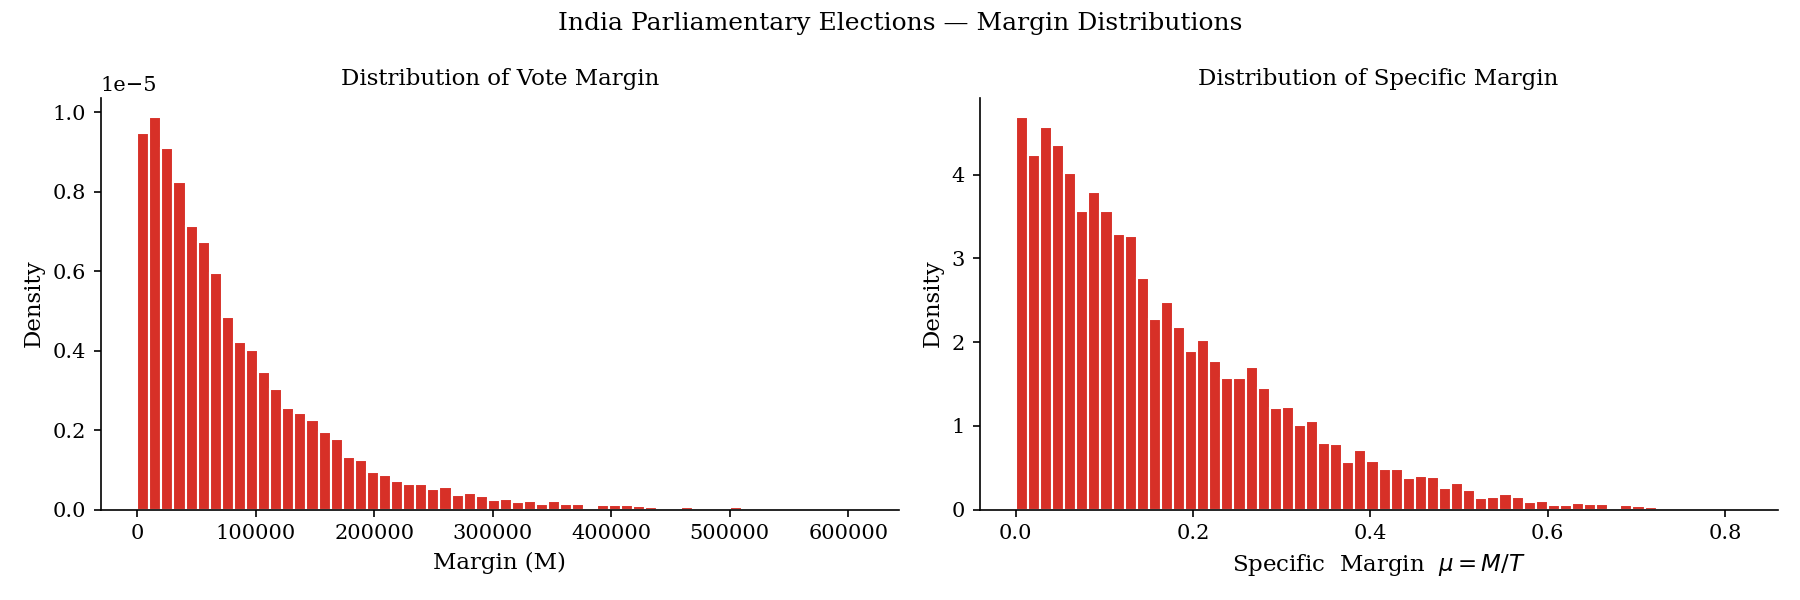 India Parliamentary Elections — Margin Distributions
Distribution of Vote Margin
1e−5
1.0
0.8
0.6
0.4
0.2
0.0
Density
0 100000 200000 300000 400000 500000 600000
Margin (M)
Distribution of Specific Margin
4
3
2
1
0
Density
0.0 0.2 0.4 0.6 0.8
Specific Margin μ = M/T